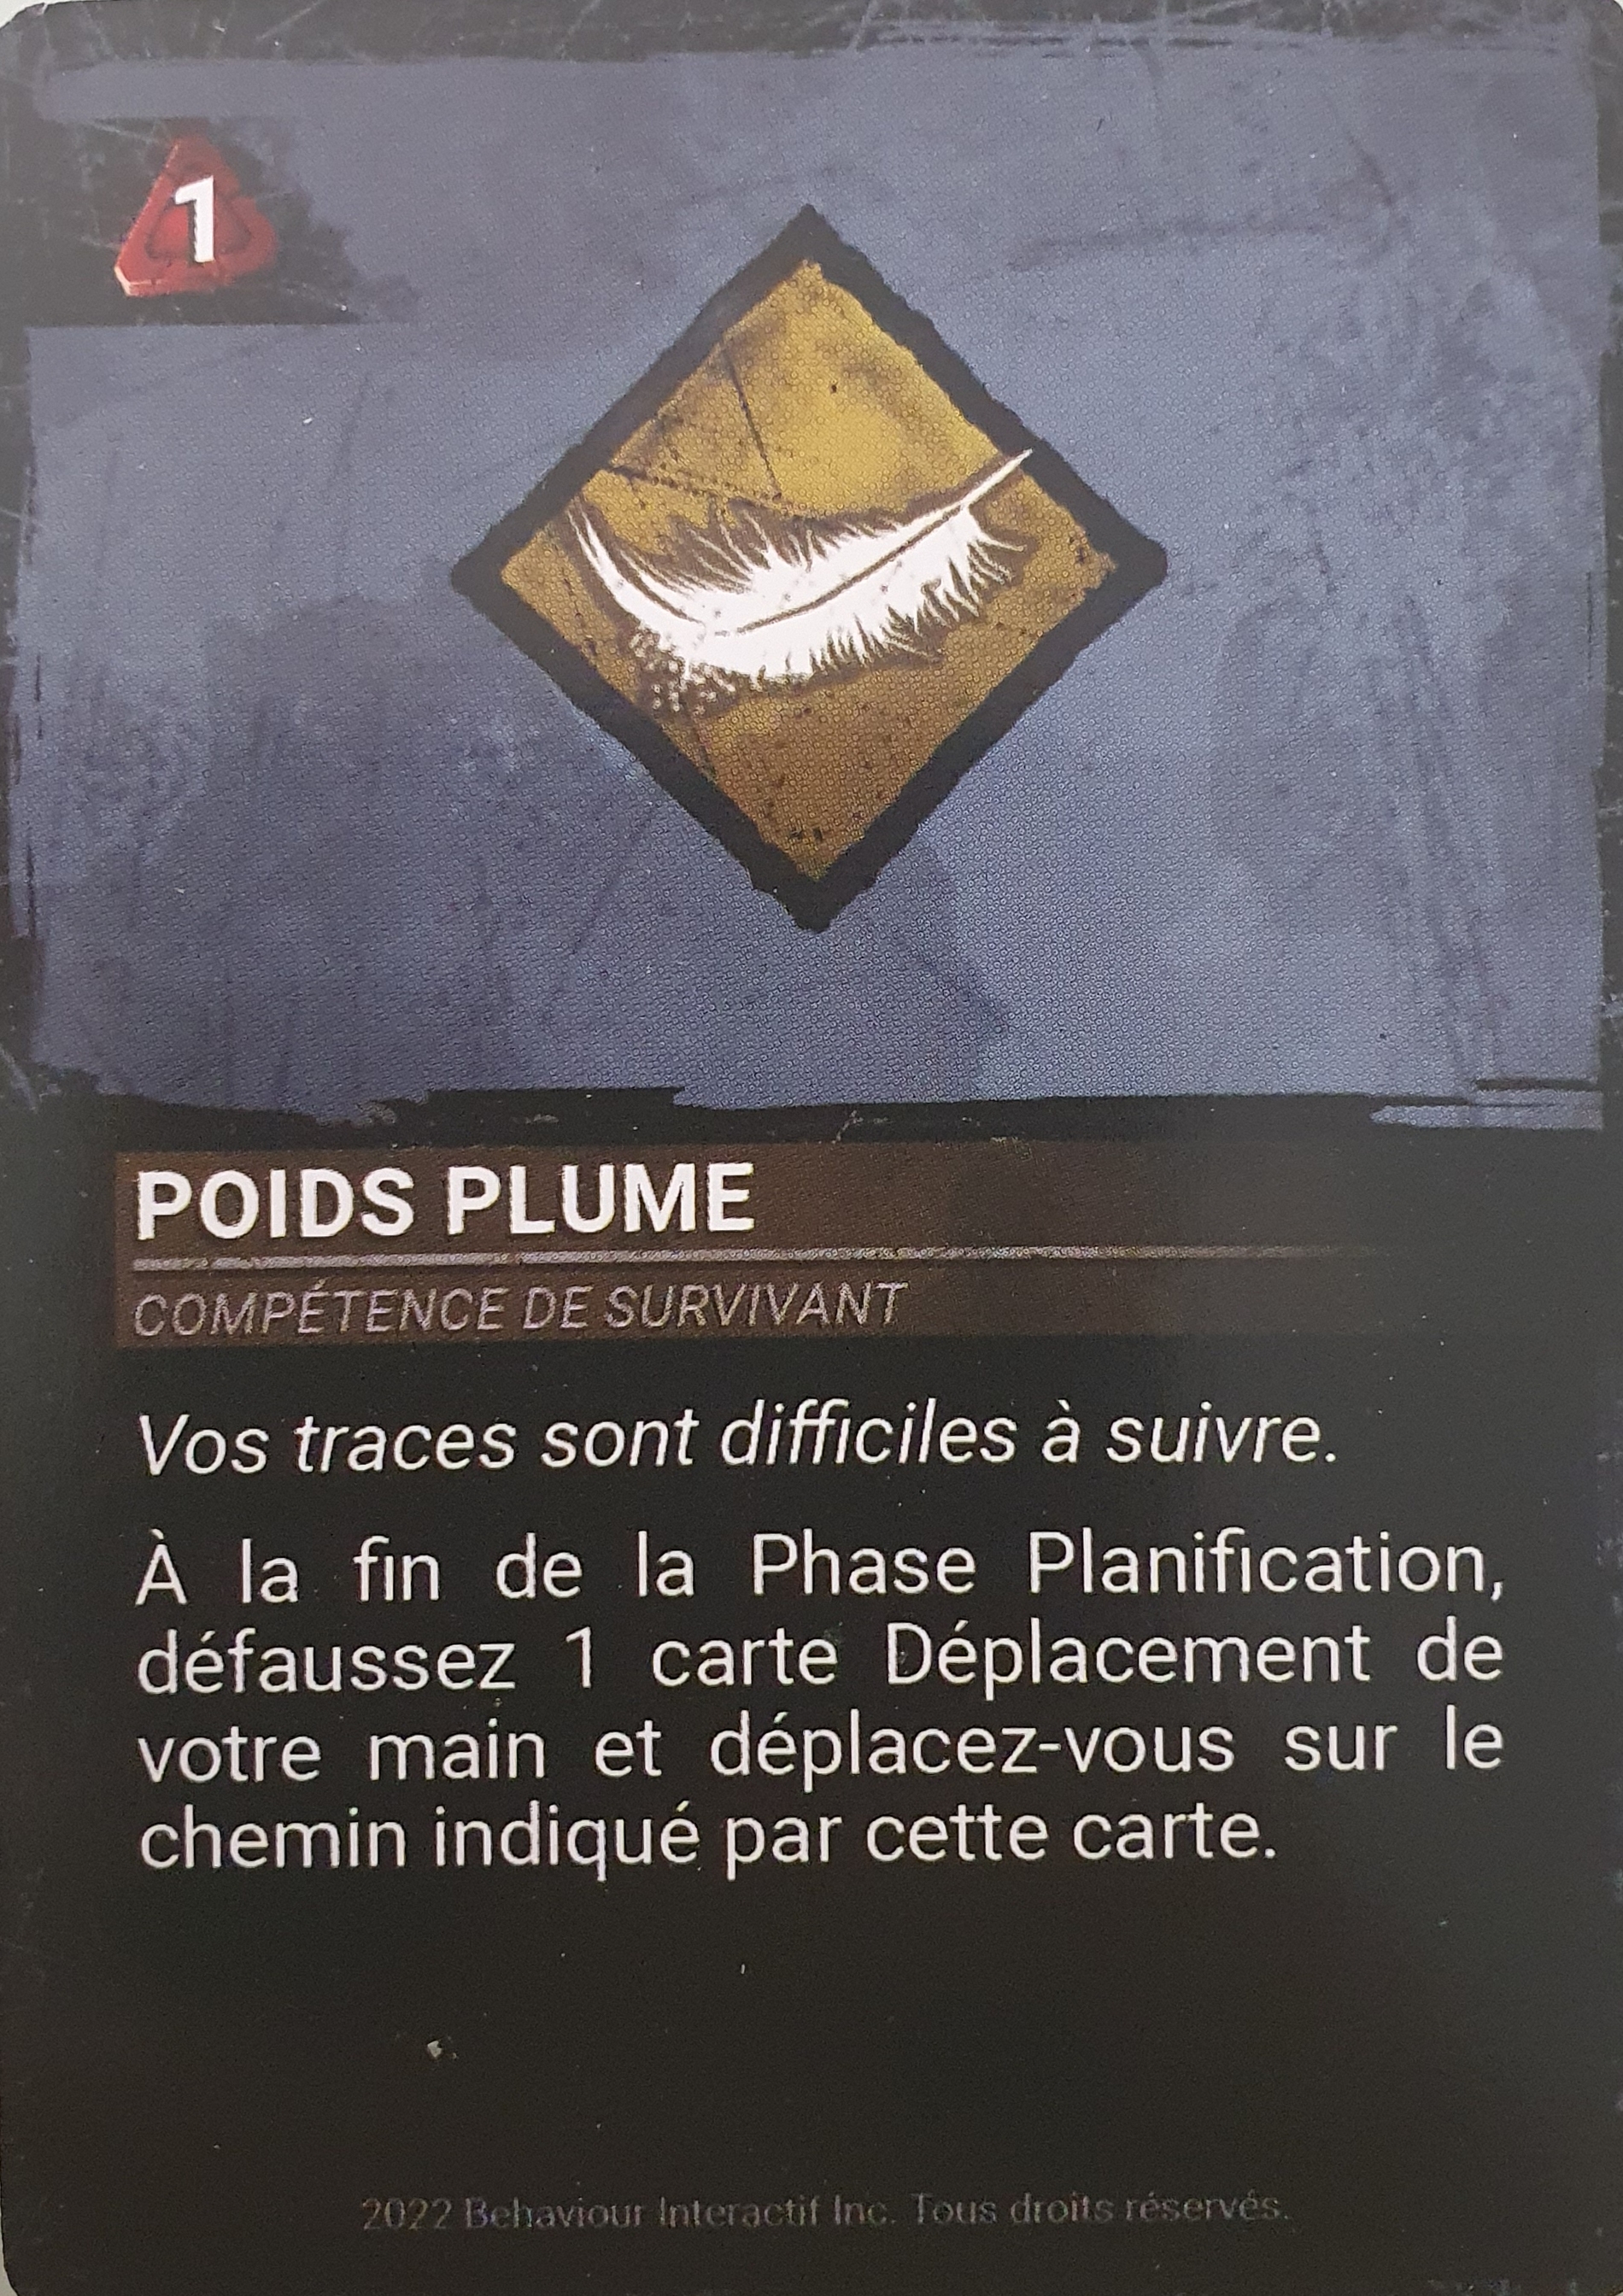 1
POIDS PLUME
COMPÉTENCE DE SURVIVANT
Vos traces sont difficiles à suivre.
À la fin de la Phase Planification,
défaussez 1 carte Déplacement de
votre main et déplacez-vous sur le
chemin indiqué par cette carte.
2022 Behaviour Interactif Inc. Tous droits réservés.